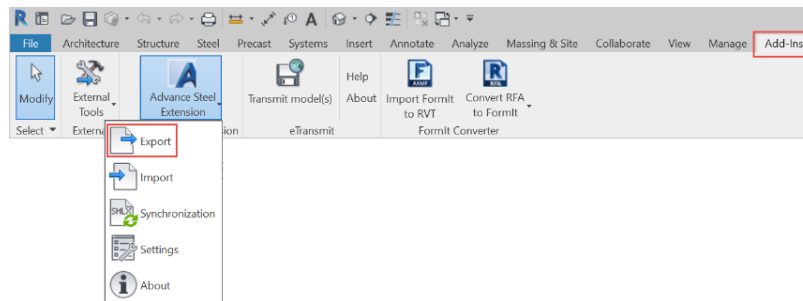 File Architecture Structure Steel Precast Systems Insert Annotate Analyze Massing & Site Collaborate View Manage Add-Ins
Modify
External
Tools
Advance Steel
Extension
Transmit model(s)
Help
About
Import FormIt
to RVT
Convert RFA
to FormIt
Select
Externa
ion
eTransmit
FormIt Converter
Export
Import
Synchronization
Settings
About